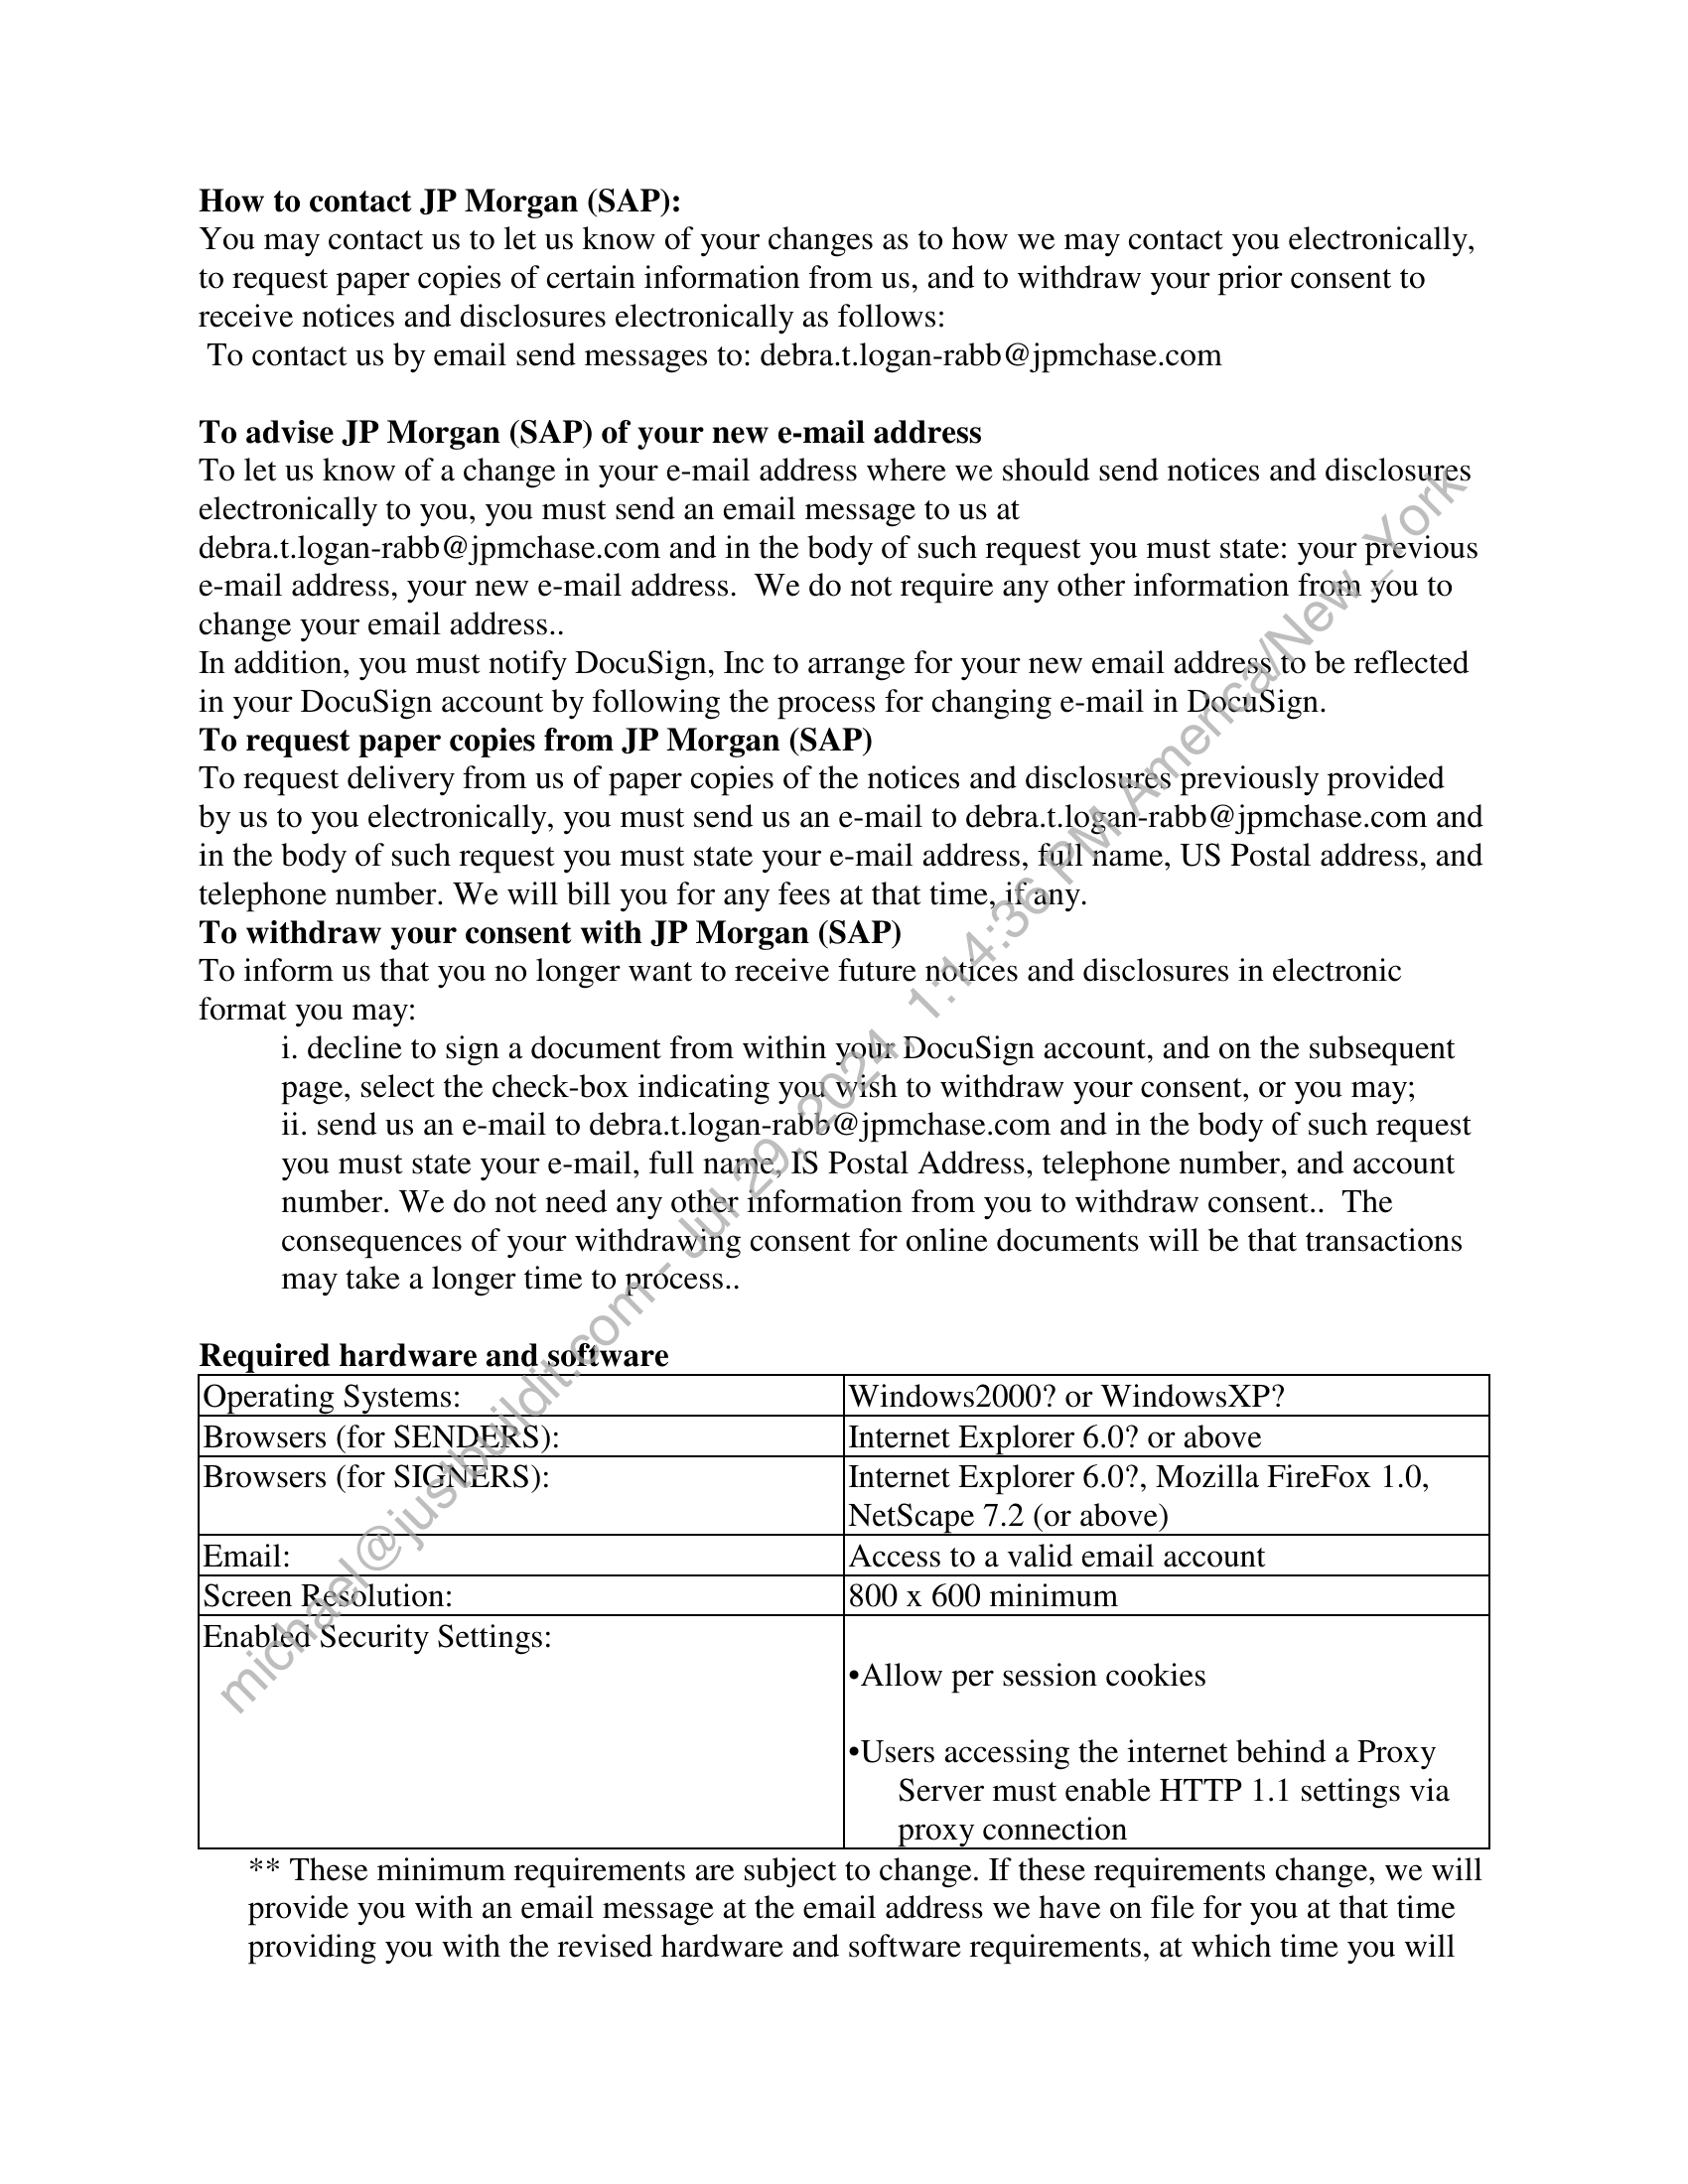 How to contact JP Morgan (SAP):
You may contact us to let us know of your changes as to how we may contact you electronically,
to request paper copies of certain information from us, and to withdraw your prior consent to
receive notices and disclosures electronically as follows:
To contact us by email send messages to: debra.t.logan-rabb@jpmchase.com
To advise JP Morgan (SAP) of your new e-mail address
To let us know of a change in your e-mail address where we should send notices and disclosures
electronically to you, you must send an email message to us at
debra.t.logan-rabb@jpmchase.com and in the body of such request you must state: your previous
e-mail address, your new e-mail address.  We do not require any other information from you to
change your email address..
In addition, you must notify DocuSign, Inc to arrange for your new email address to be reflected
in your DocuSign account by following the process for changing e-mail in DocuSign.
To request paper copies from JP Morgan (SAP)
To request delivery from us of paper copies of the notices and disclosures previously provided
by us to you electronically, you must send us an e-mail to debra.t.logan-rabb@jpmchase.com and
in the body of such request you must state your e-mail address, full name, US Postal address, and
telephone number. We will bill you for any fees at that time, if any.
To withdraw your consent with JP Morgan (SAP)
To inform us that you no longer want to receive future notices and disclosures in electronic
format you may:
i. decline to sign a document from within your DocuSign account, and on the subsequent
page, select the check-box indicating you wish to withdraw your consent, or you may;
ii. send us an e-mail to debra.t.logan-rabb@jpmchase.com and in the body of such request
you must state your e-mail, full name, IS Postal Address, telephone number, and account
number. We do not need any other information from you to withdraw consent..  The
consequences of your withdrawing consent for online documents will be that transactions
may take a longer time to process..
Required hardware and software
Operating Systems: Windows2000? or WindowsXP?
Browsers (for SENDERS): Internet Explorer 6.0? or above
Browsers (for SIGNERS): Internet Explorer 6.0?, Mozilla FireFox 1.0,
NetScape 7.2 (or above)
Email: Access to a valid email account
Screen Resolution: 800 x 600 minimum
Enabled Security Settings:
•Allow per session cookies
•Users accessing the internet behind a Proxy
Server must enable HTTP 1.1 settings via
proxy connection
** These minimum requirements are subject to change. If these requirements change, we will
provide you with an email message at the email address we have on file for you at that time
providing you with the revised hardware and software requirements, at which time you will
michael@justbuildit.com - Jul 29, 2024, 1:14:36 PM America/New_York